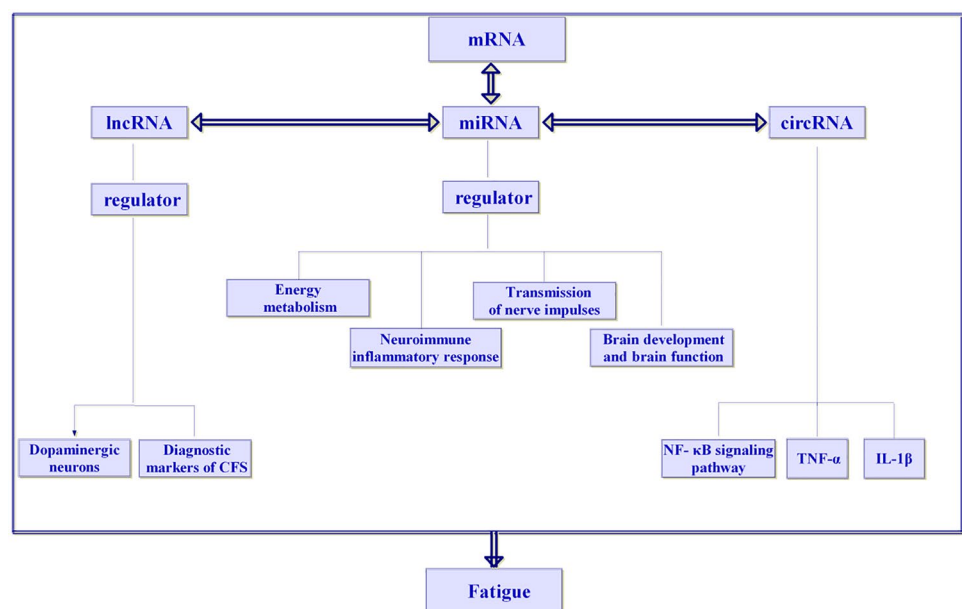 mRNA
lncRNA
miRNA
circRNA
regulator
regulator
Energy
metabolism
Transmission
of nerve impulses
Neuroimmune
inflammatory response
Brain development
and brain function
Dopaminergic
neurons
Diagnostic
markers of CFS
NF- κB signaling
pathway
TNF-α
IL-1β
Fatigue